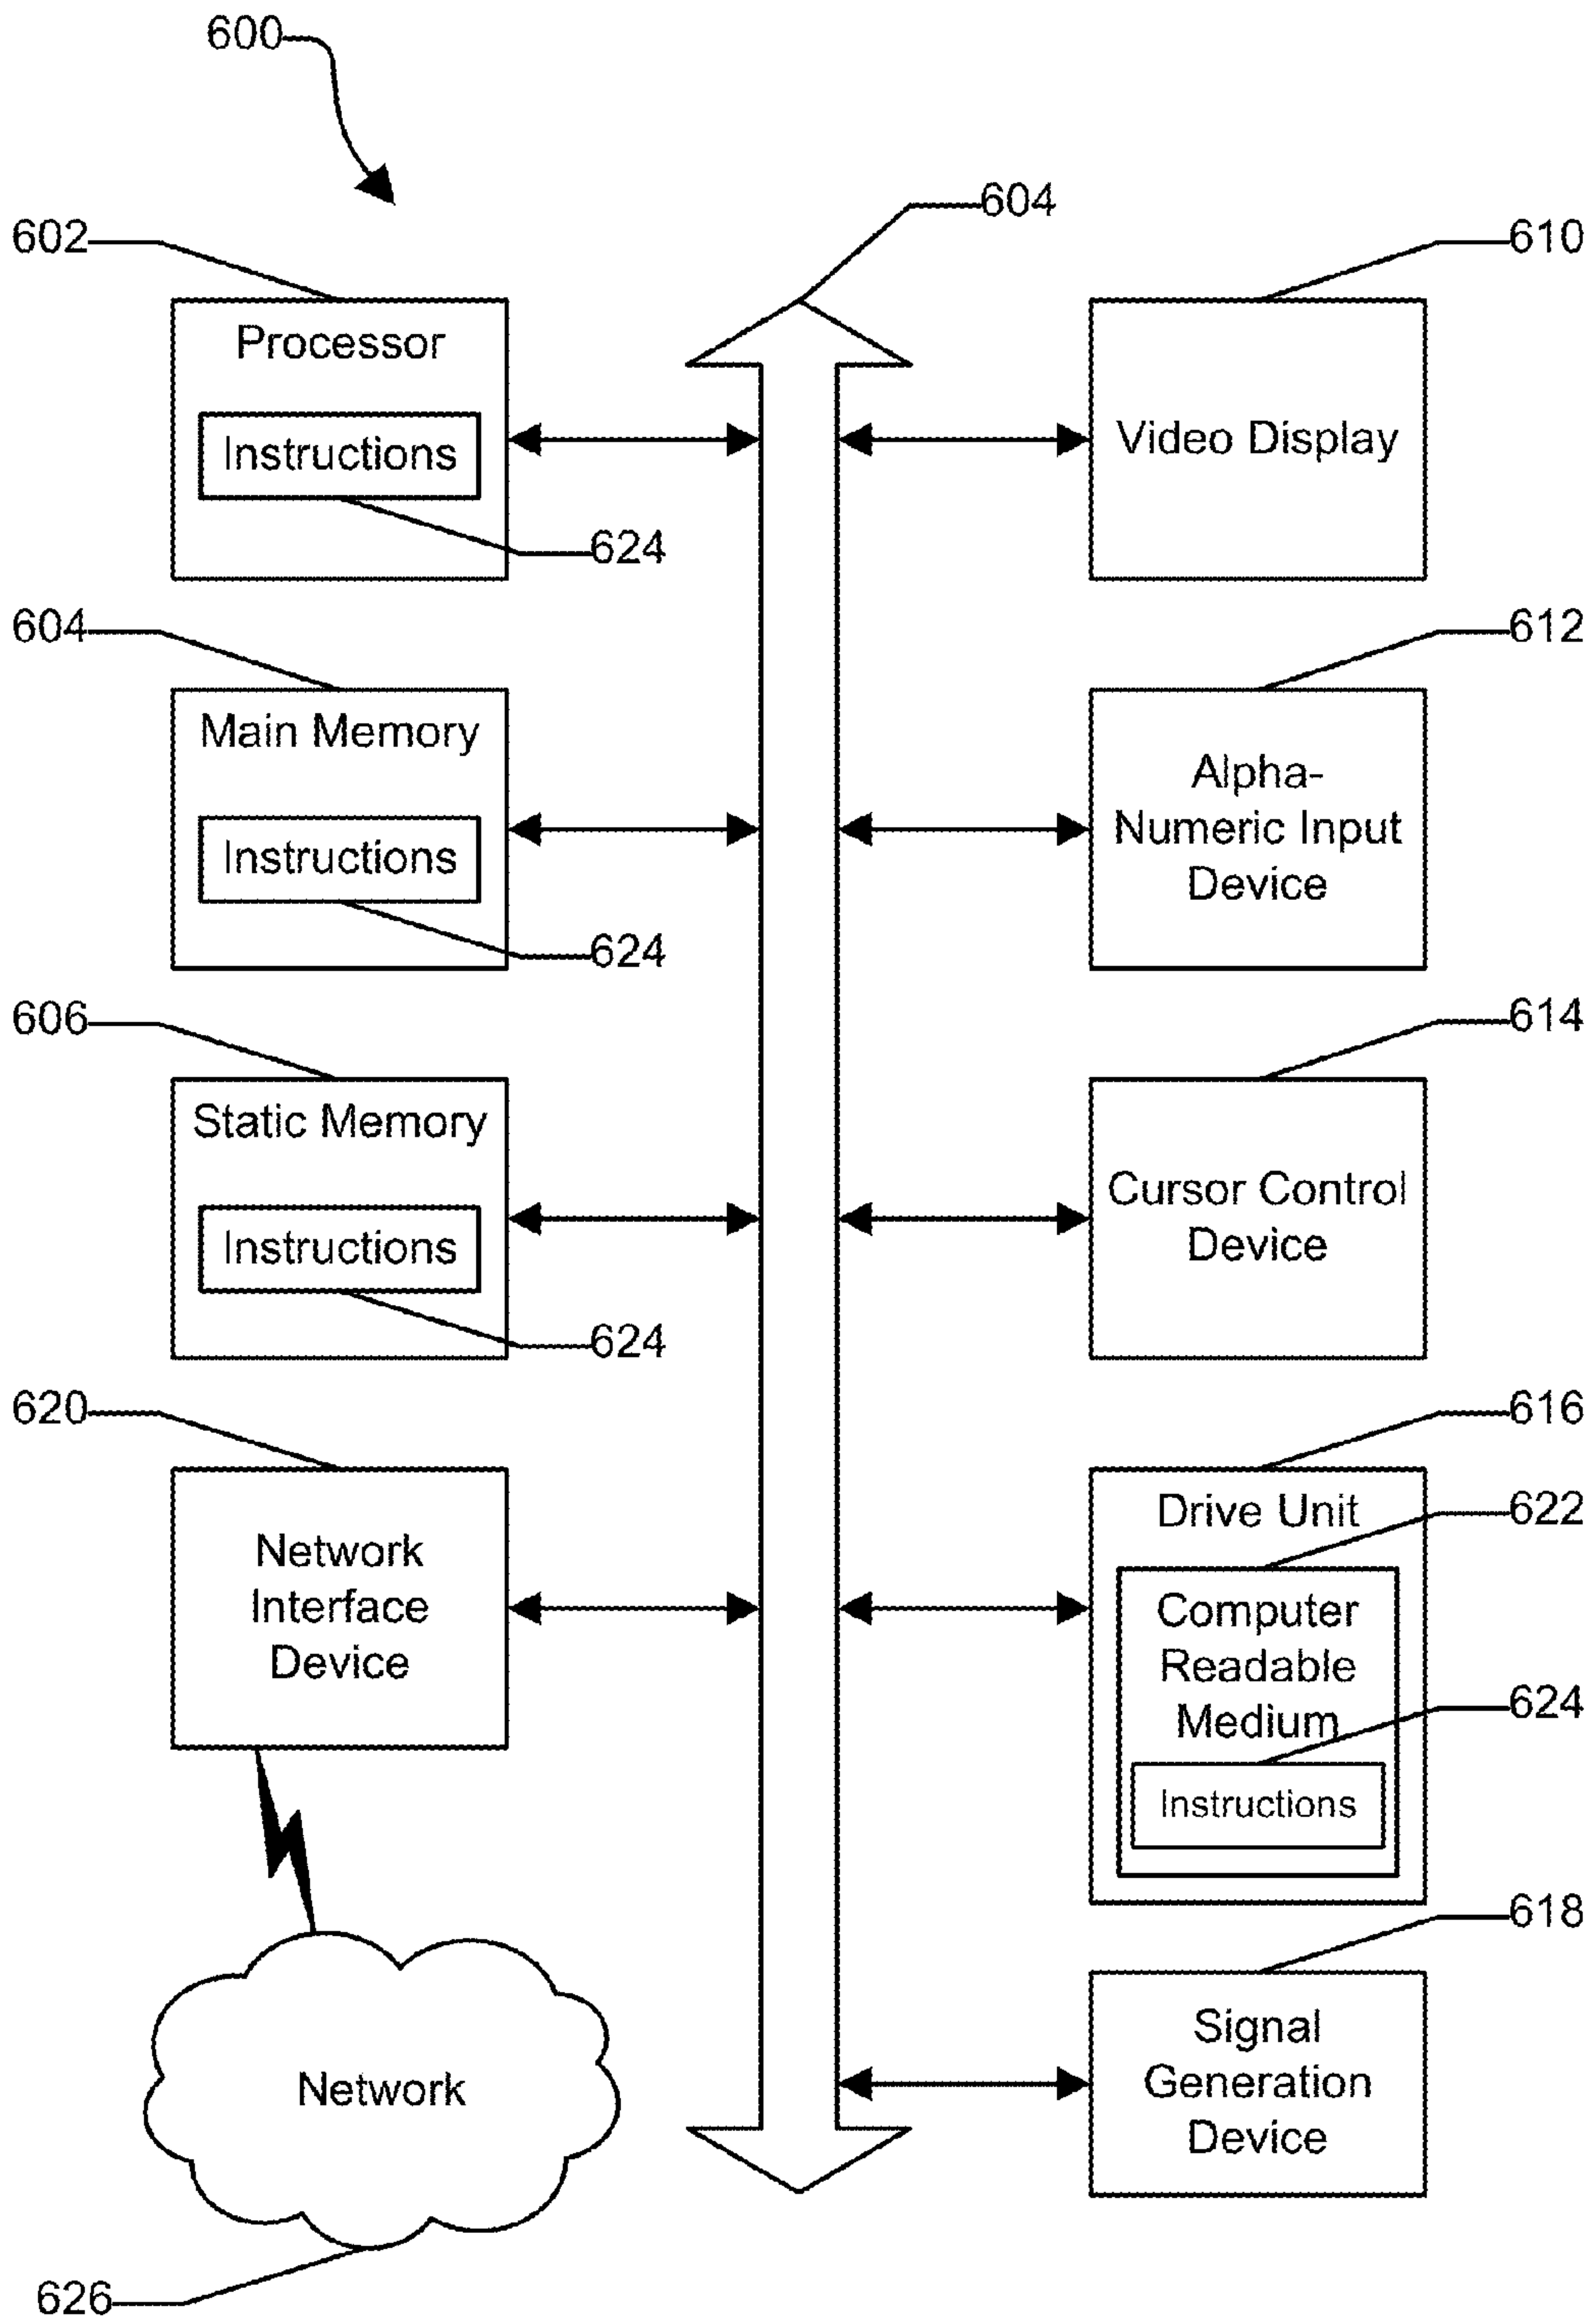 600
604
602
610
Processor
Instructions
624
Video Display
604
612
Main Memory
Instructions
624
Alpha-
Numeric Input
Device
606
614
Static Memory
Instructions
624
Cursor Control
Device
620
616
Network
Interface
Device
Drive Unit
622
Computer
Readable
Medium
624
Instructions
618
Signal
Generation
Device
Network
626